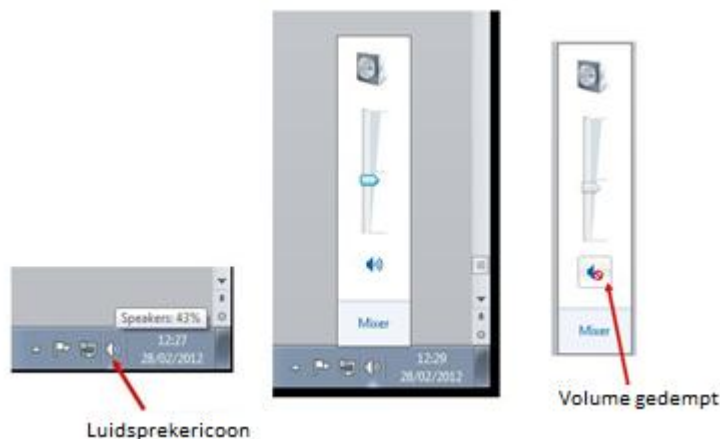 Speakers: 43%
12:27
28/02/2012
Luidsprekericoon
Mixer
12:29
28/02/2012
Mixer
Volume gedempt